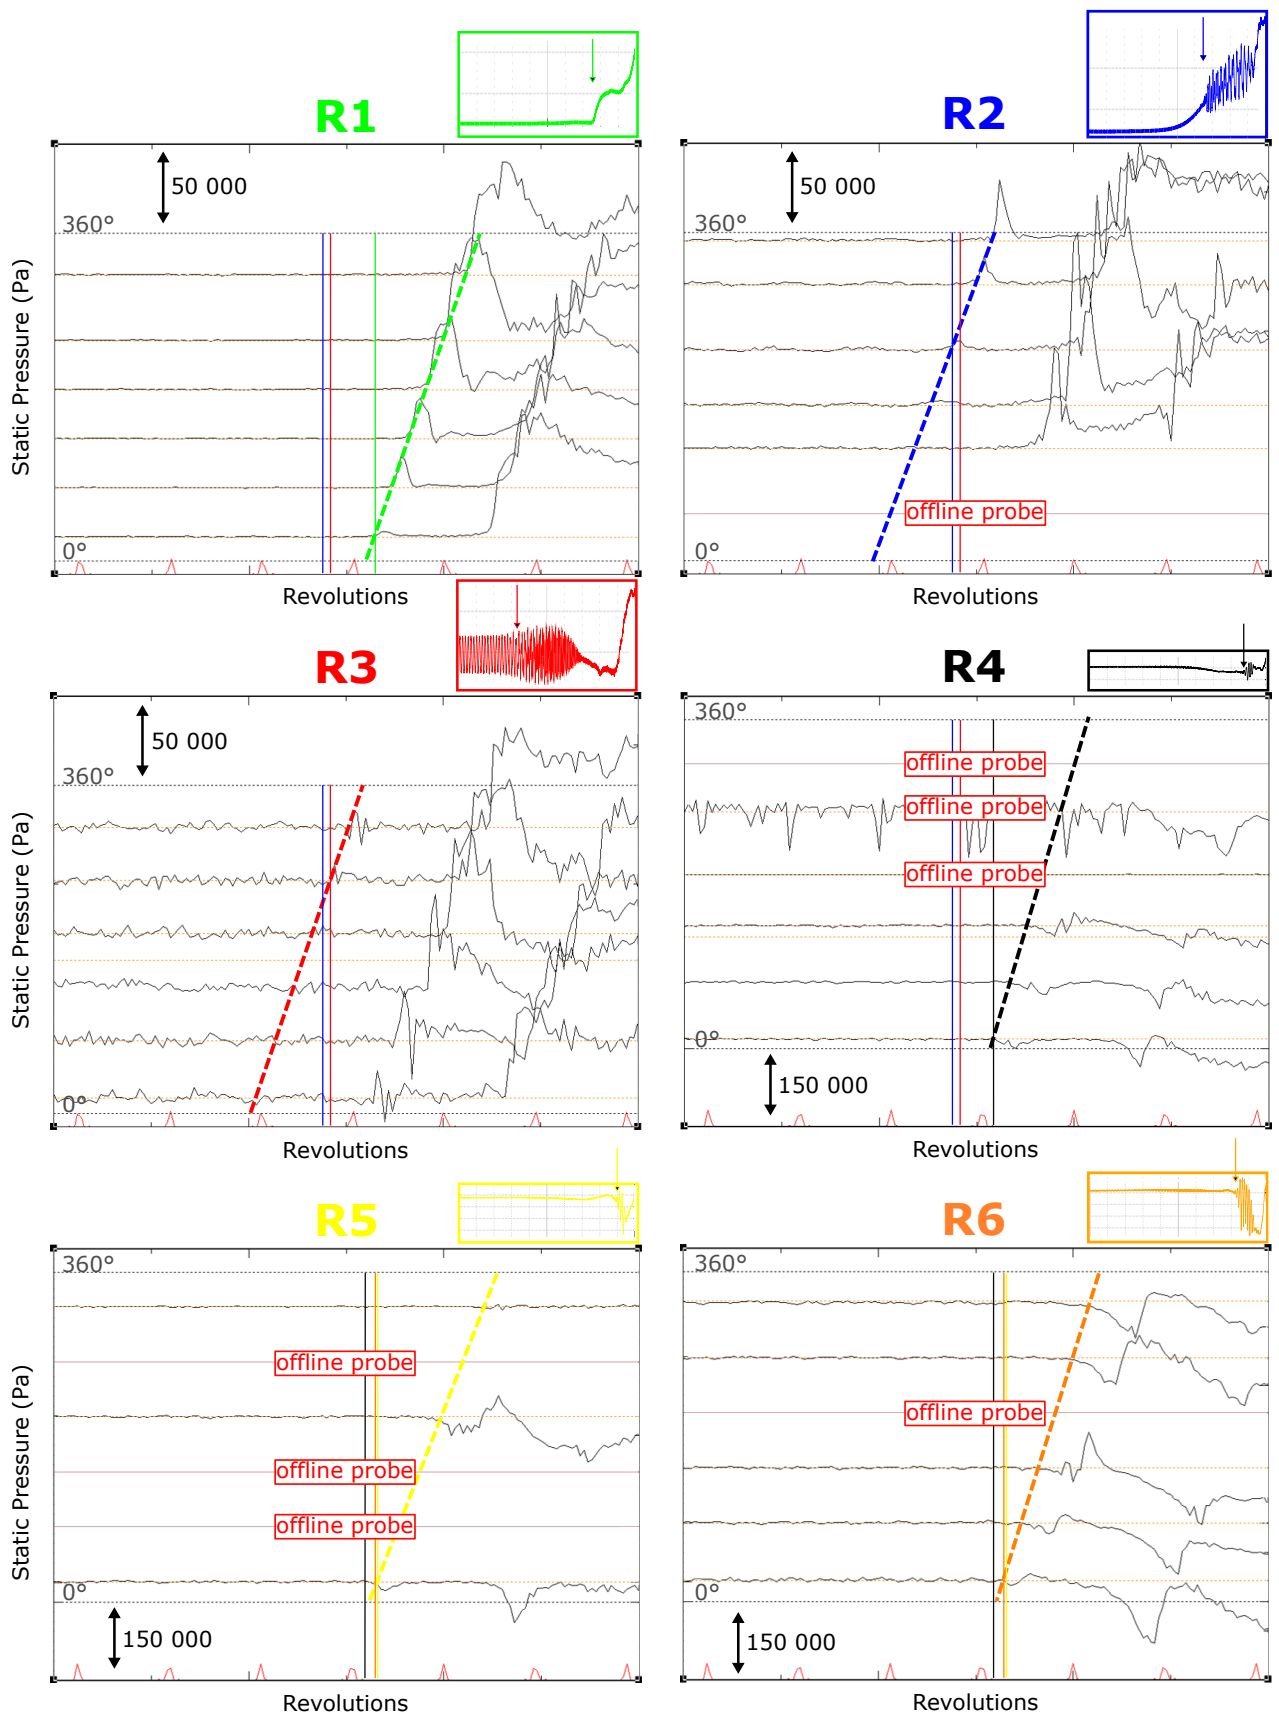 R1
Static Pressure (Pa)
50 000
360°
0°
Revolutions
R2
50 000
360°
offline probe
Revolutions
R3
Static Pressure (Pa)
50 000
360°
0°
Revolutions
R4
360°
offline probe
offline probe
offline probe
0°
150 000
Revolutions
R5
Static Pressure (Pa)
360°
offline probe
offline probe
offline probe
0°
150 000
Revolutions
R6
360°
offline probe
0°
150 000
Revolutions